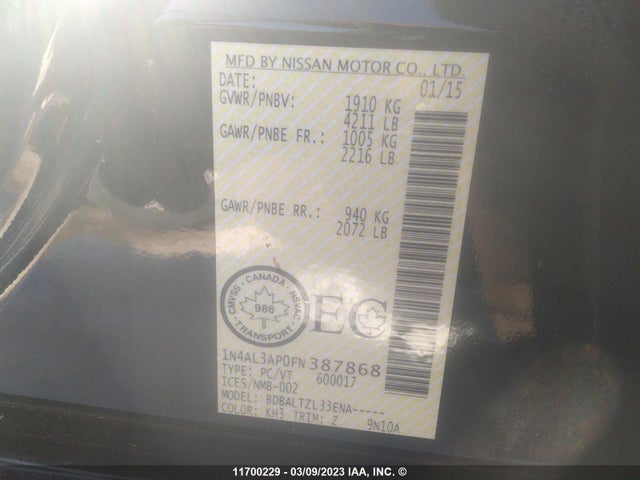 MFD BY NISSAN MOTOR CO., LTD.
DATE: 01/15
GVWR/PNBV: 1910 KG
4211 LB
GAWR/PNBE FR.: 1005 KG
2216 LB
GAWR/PNBE RR.: 940 KG
2072 LB
CANADA
CMVSS
NSVAC
986
TRANSPORT
EC
1N4AL3AP0FN387868
TYPE: PC/VT 600017
ICES/NMB-002
MODEL: BDBALTZL33ENA-----
COLOR: KH3 TRIM: Z 9N10A
11700229 - 03/09/2023 IAA, INC. ©